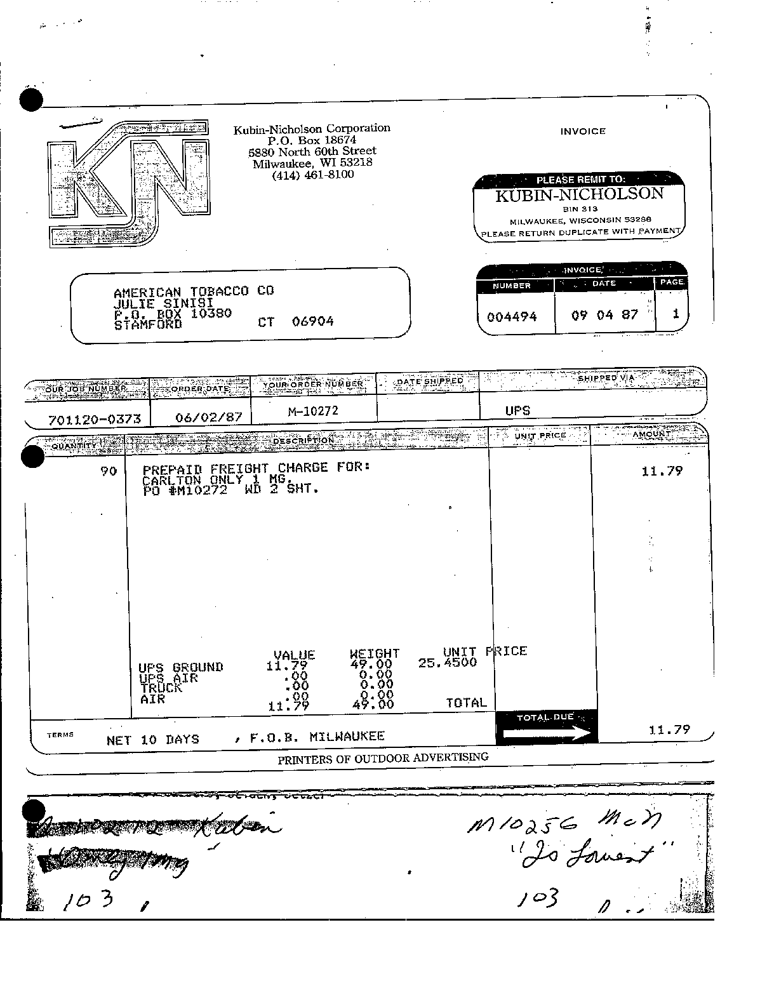 KN
Kubin-Nicholson Corporation
P.O. Box 18674
5880 North 60th Street
Milwaukee, WI 53218
(414) 461-8100
INVOICE
PLEASE REMIT TO:
KUBIN-NICHOLSON
BIN 313
MILWAUKEE, WISCONSIN 53288
PLEASE RETURN DUPLICATE WITH PAYMENT
INVOICE
NUMBER DATE PAGE
004494 09 04 87 1
AMERICAN TOBACCO CO
JULIE SINISI
P.O. BOX 10380
STAMFORD CT 06904
OUR JOB NUMBER ORDER DATE YOUR ORDER NUMBER DATE SHIPPED SHIPPED VIA
701120-0373 06/02/87 M-10272 UPS
QUANTITY DESCRIPTION UNIT PRICE AMOUNT
90 PREPAID FREIGHT CHARGE FOR: 11.79
CARLTON ONLY 1 MG.
PO #M10272 WD 2 SHT.
VALUE WEIGHT UNIT PRICE
UPS GROUND 11.79 49.00 25.4500
UPS AIR .00 0.00
TRUCK .00 0.00
AIR .00 0.00
11.79 49.00 TOTAL
TOTAL DUE 11.79
TERMS NET 10 DAYS , F.O.B. MILWAUKEE
PRINTERS OF OUTDOOR ADVERTISING
Kubin M10256 McN
1mg "Is Lowest"
103 103